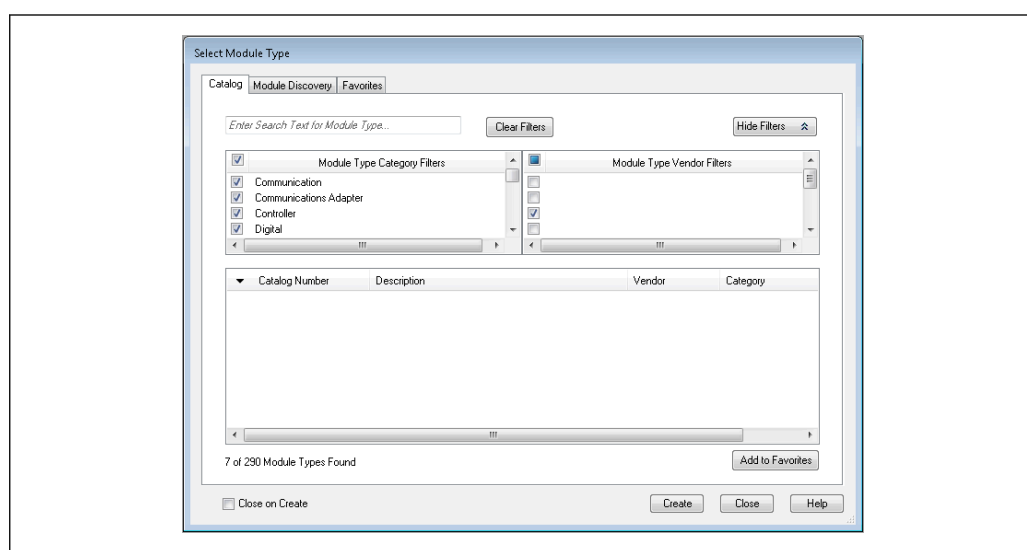 Select Module Type
Catalog Module Discovery Favorites
Enter Search Text for Module Type...
Clear Filters
Hide Filters
Module Type Category Filters
Module Type Vendor Filters
Communication
Communications Adapter
Controller
Digital
Catalog Number Description Vendor Category
7 of 290 Module Types Found
Add to Favorites
Close on Create
Create Close Help